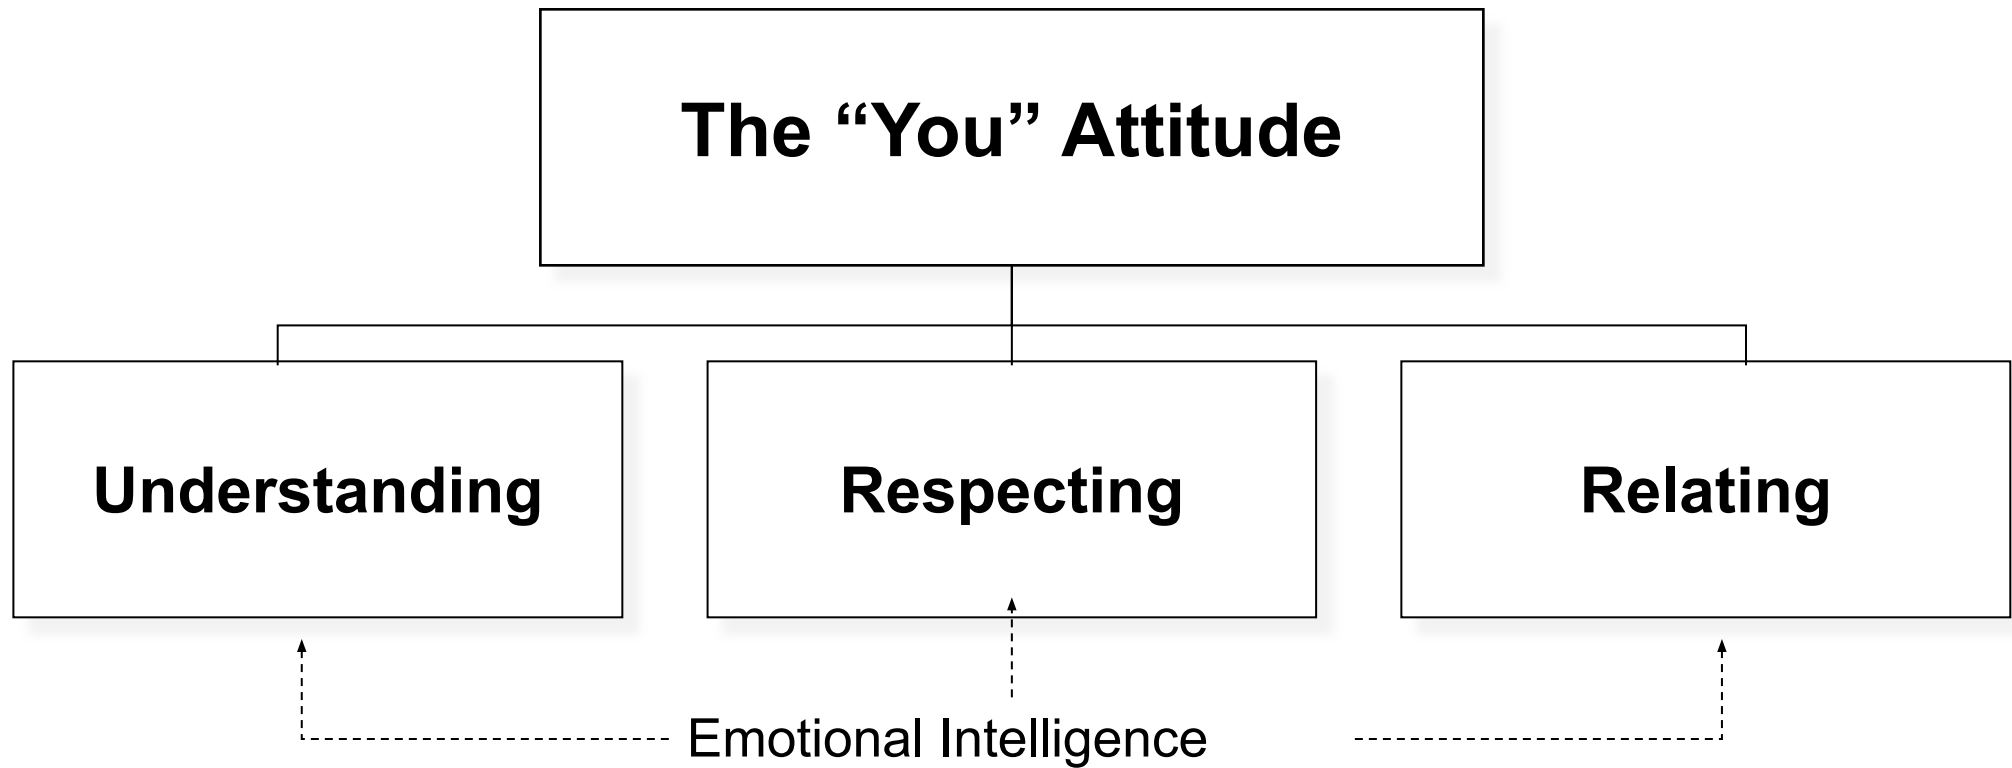 The “You” Attitude
Understanding
Respecting
Relating
Emotional Intelligence